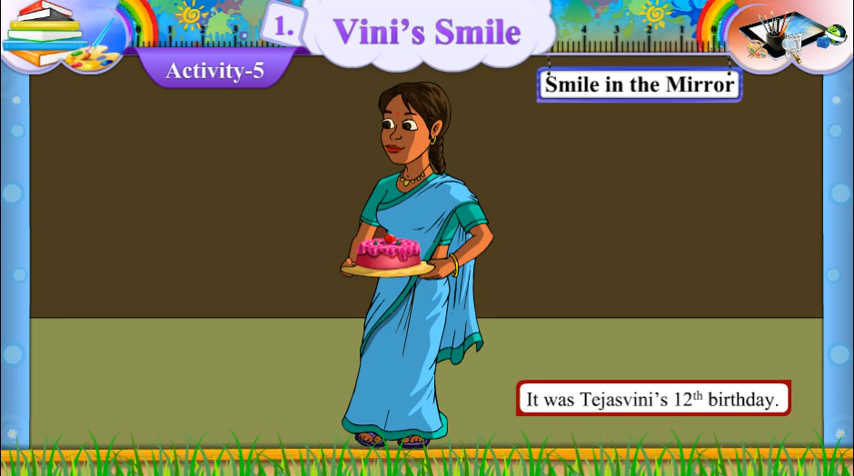 1.
Vini's Smile
Activity-5
Smile in the Mirror
It was Tejasvini's 12th birthday.